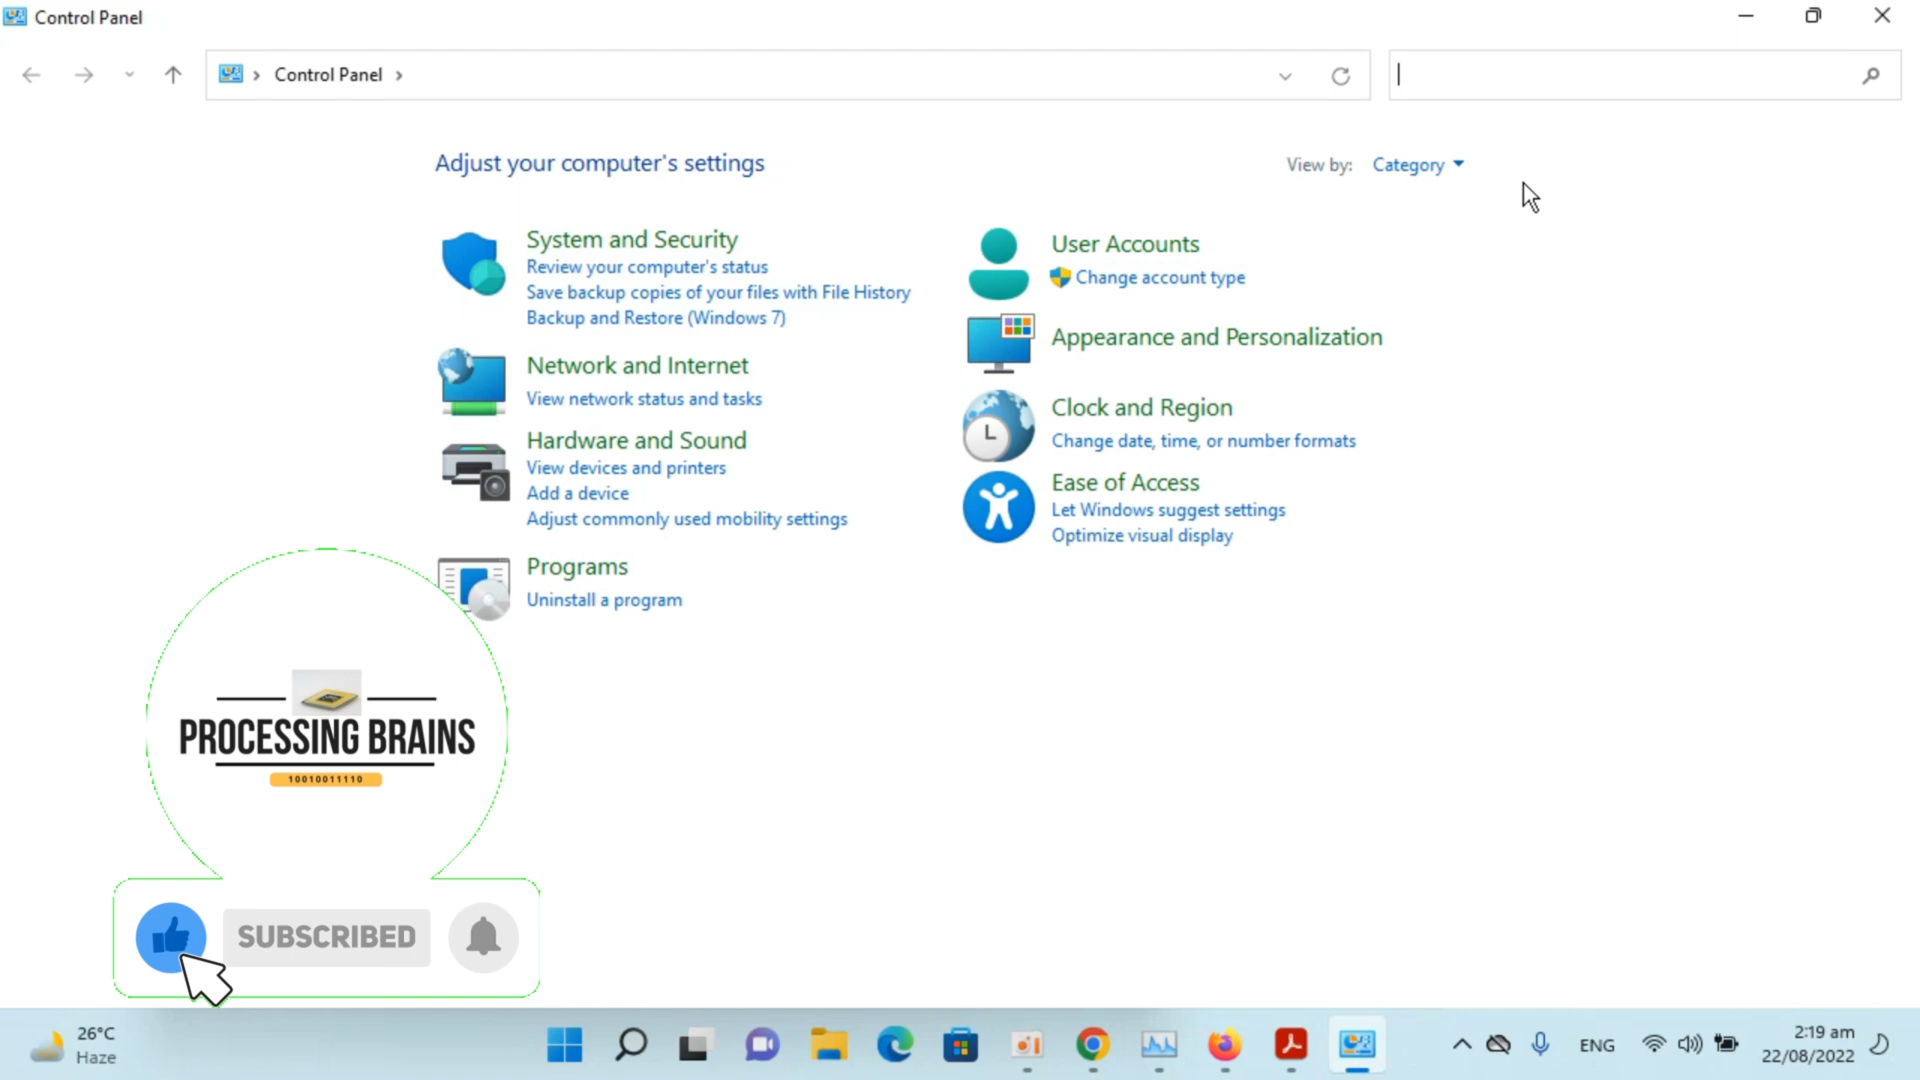 Control Panel
Control Panel
Adjust your computer's settings
View by: Category
System and Security
Review your computer's status
Save backup copies of your files with File History
Backup and Restore (Windows 7)
Network and Internet
View network status and tasks
Hardware and Sound
View devices and printers
Add a device
Adjust commonly used mobility settings
Programs
Uninstall a program
User Accounts
Change account type
Appearance and Personalization
Clock and Region
Change date, time, or number formats
Ease of Access
Let Windows suggest settings
Optimize visual display
PROCESSING BRAINS
10010011110
SUBSCRIBED
26°C
Haze
ENG
2:19 am
22/08/2022